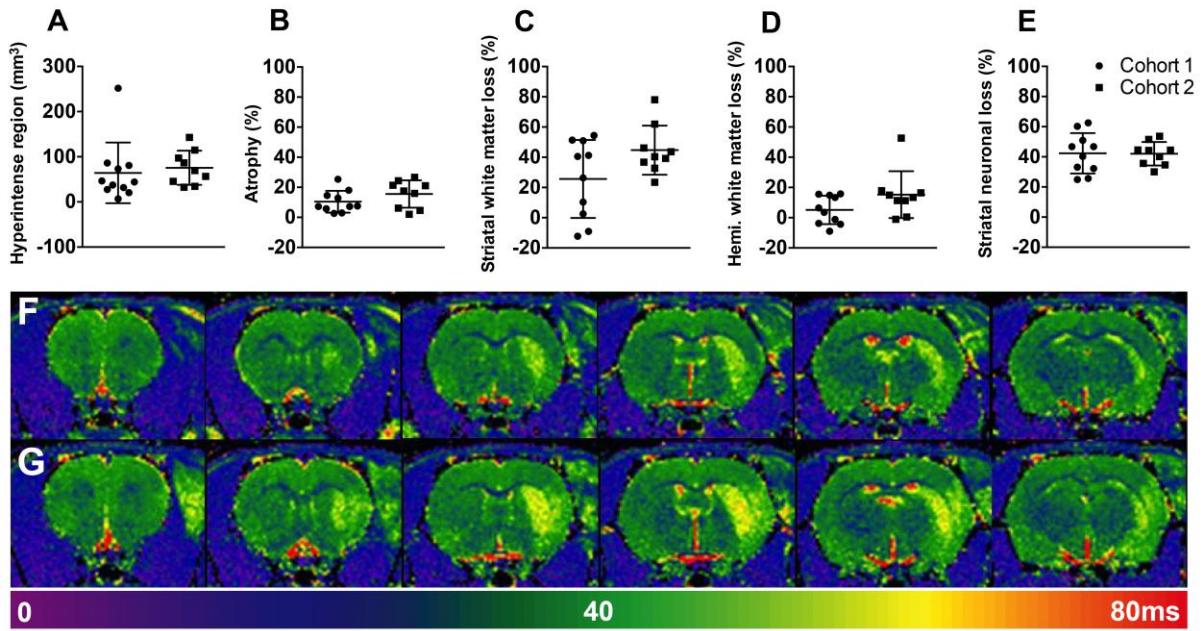 A
B
C
D
E
Hyperintense region (mm³)
300
200
100
0
-100
Atrophy (%)
100
80
60
40
20
0
-20
Striatal white matter loss (%)
100
80
60
40
20
0
-20
Hemi. white matter loss (%)
100
80
60
40
20
0
-20
Striatal neuronal loss (%)
100
80
60
40
20
0
-20
Cohort 1
Cohort 2
F
G
0 40 80ms